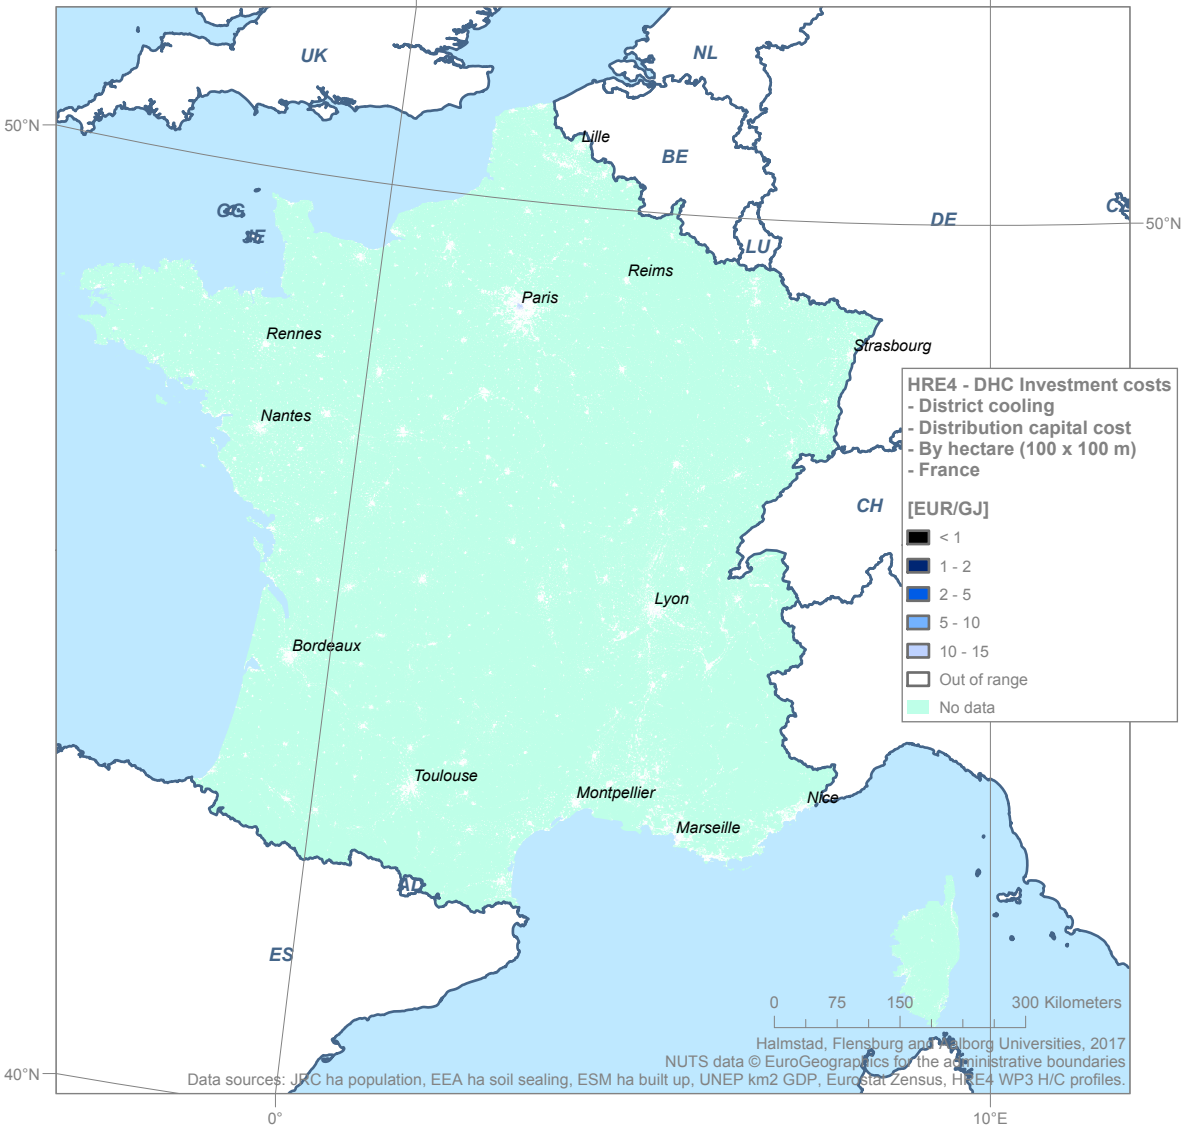 UK
NL
50°N
Lille
BE
GG
CZ
DE
50°N
JE
LU
Reims
Paris
Rennes
Strasbourg
Nantes
HRE4 - DHC Investment costs
- District cooling
- Distribution capital cost
- By hectare (100 x 100 m)
- France
CH
[EUR/GJ]
< 1
1 - 2
2 - 5
5 - 10
10 - 15
Out of range
No data
Lyon
Bordeaux
Toulouse
Montpellier
Nice
Marseille
AD
ES
0 75 150 300 Kilometers
Halmstad, Flensburg and Aalborg Universities, 2017
NUTS data © EuroGeographics for the administrative boundaries
Data sources: JRC ha population, EEA ha soil sealing, ESM ha built up, UNEP km2 GDP, Eurostat Zensus, HRE4 WP3 H/C profiles.
40°N
0°
10°E